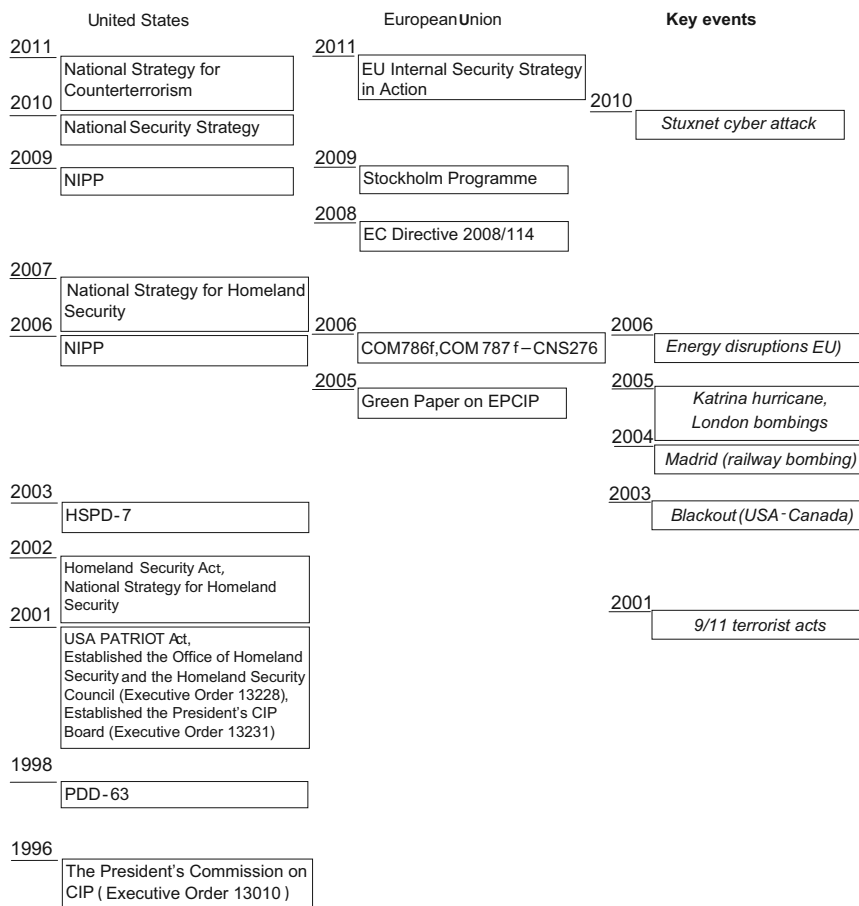 United States
2011
National Strategy for
Counterterrorism
2010
National Security Strategy
2009
NIPP
2007
National Strategy for Homeland
Security
2006
NIPP
2003
HSPD-7
2002
Homeland Security Act,
National Strategy for Homeland
Security
2001
USA PATRIOT Act,
Established the Office of Homeland
Security and the Homeland Security
Council (Executive Order 13228),
Established the President's CIP
Board (Executive Order 13231)
1998
PDD-63
1996
The President's Commission on
CIP ( Executive Order 13010 )
European Union
2011
EU Internal Security Strategy
in Action
2009
Stockholm Programme
2008
EC Directive 2008/114
2006
COM786f,COM 787 f–CNS276
2005
Green Paper on EPCIP
Key events
2010
Stuxnet cyber attack
2006
Energy disruptions EU)
2005
Katrina hurricane,
London bombings
2004
Madrid (railway bombing)
2003
Blackout (USA-Canada)
2001
9/11 terrorist acts